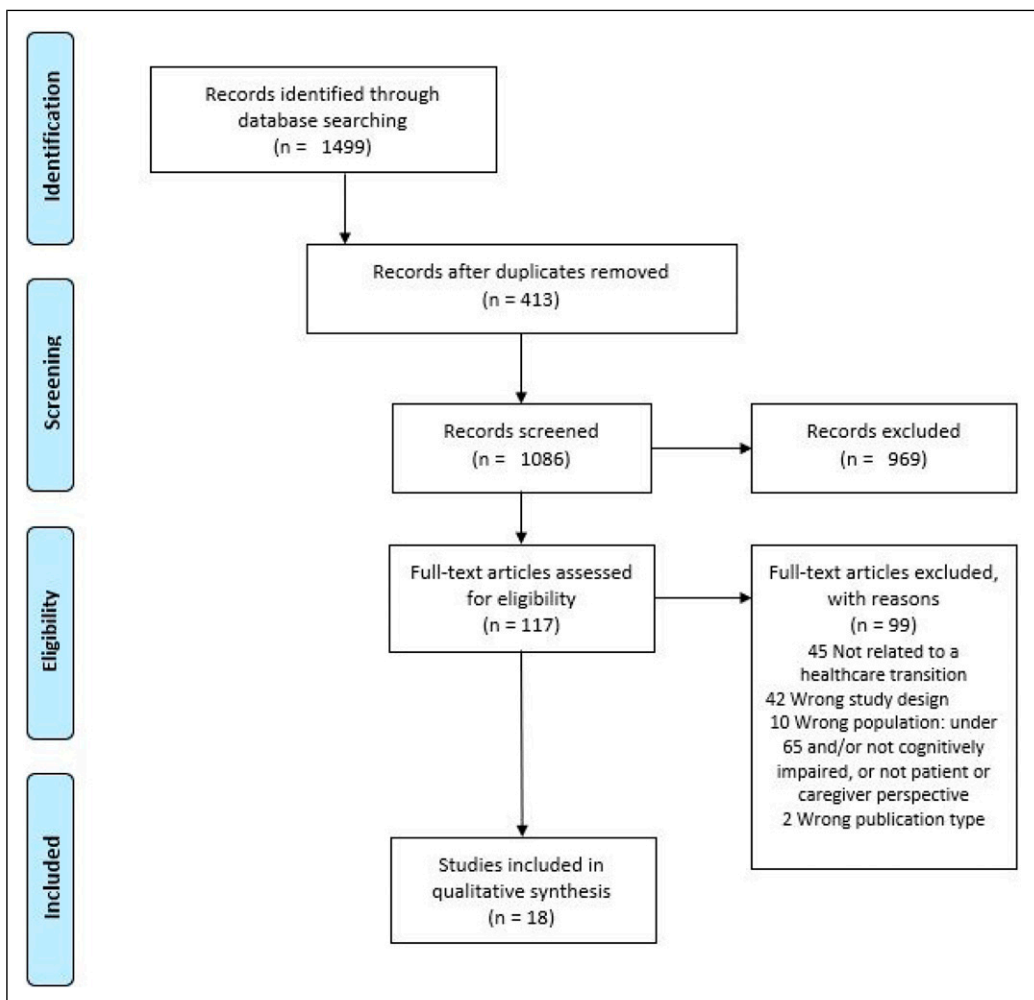 Identification
Records identified through
database searching
(n = 1499)
Records after duplicates removed
(n = 413)
Screening
Records screened
(n = 1086)
Records excluded
(n = 969)
Eligibility
Full-text articles assessed
for eligibility
(n = 117)
Full-text articles excluded,
with reasons
(n = 99)
45 Not related to a
healthcare transition
42 Wrong study design
10 Wrong population: under
65 and/or not cognitively
impaired, or not patient or
caregiver perspective
2 Wrong publication type
Included
Studies included in
qualitative synthesis
(n = 18)